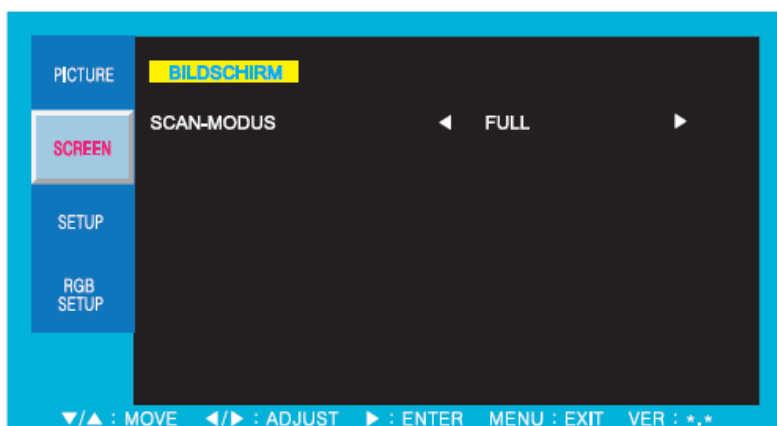 PICTURE
SCREEN
SETUP
RGB
SETUP
BILDSCHIRM
SCAN-MODUS ◀ FULL ▶
▼/▲ : MOVE ◀/▶ : ADJUST ▶ : ENTER MENU : EXIT VER : *.*